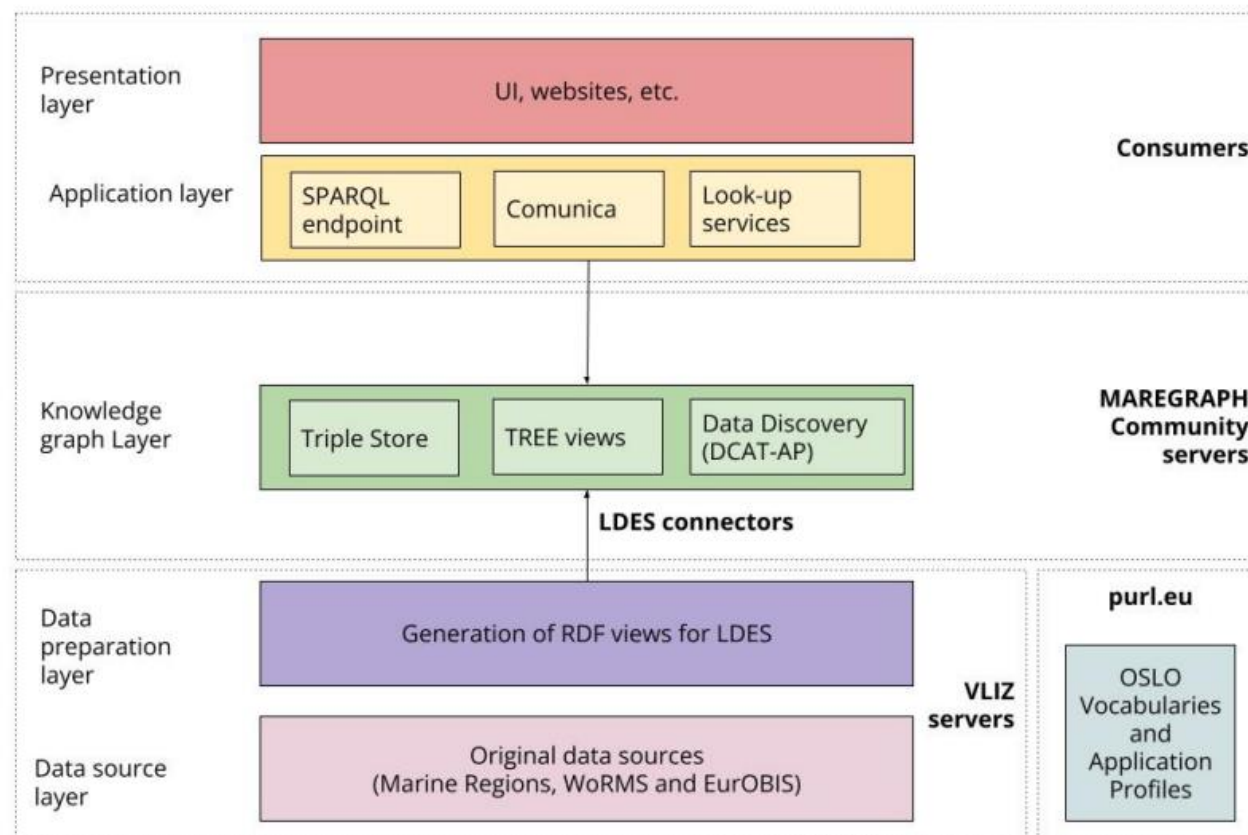 Presentation
layer
UI, websites, etc.
Consumers
Application layer
SPARQL
endpoint
Comunica
Look-up
services
Knowledge
graph Layer
Triple Store
TREE views
Data Discovery
(DCAT-AP)
MAREGRAPH
Community
servers
LDES connectors
Data
preparation
layer
Generation of RDF views for LDES
VLIZ
servers
Data source
layer
Original data sources
(Marine Regions, WoRMS and EurOBIS)
purl.eu
OSLO
Vocabularies
and
Application
Profiles